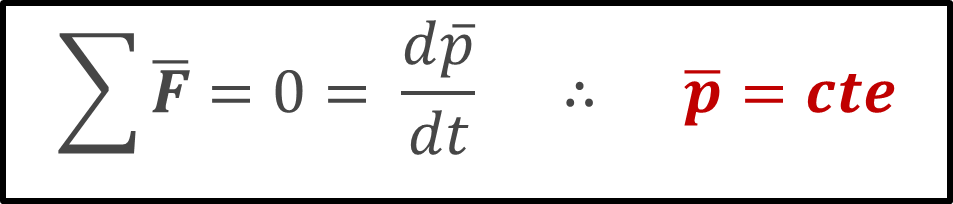 ∑ F̅ = 0 = dp̅/dt ∴ p̅ = cte